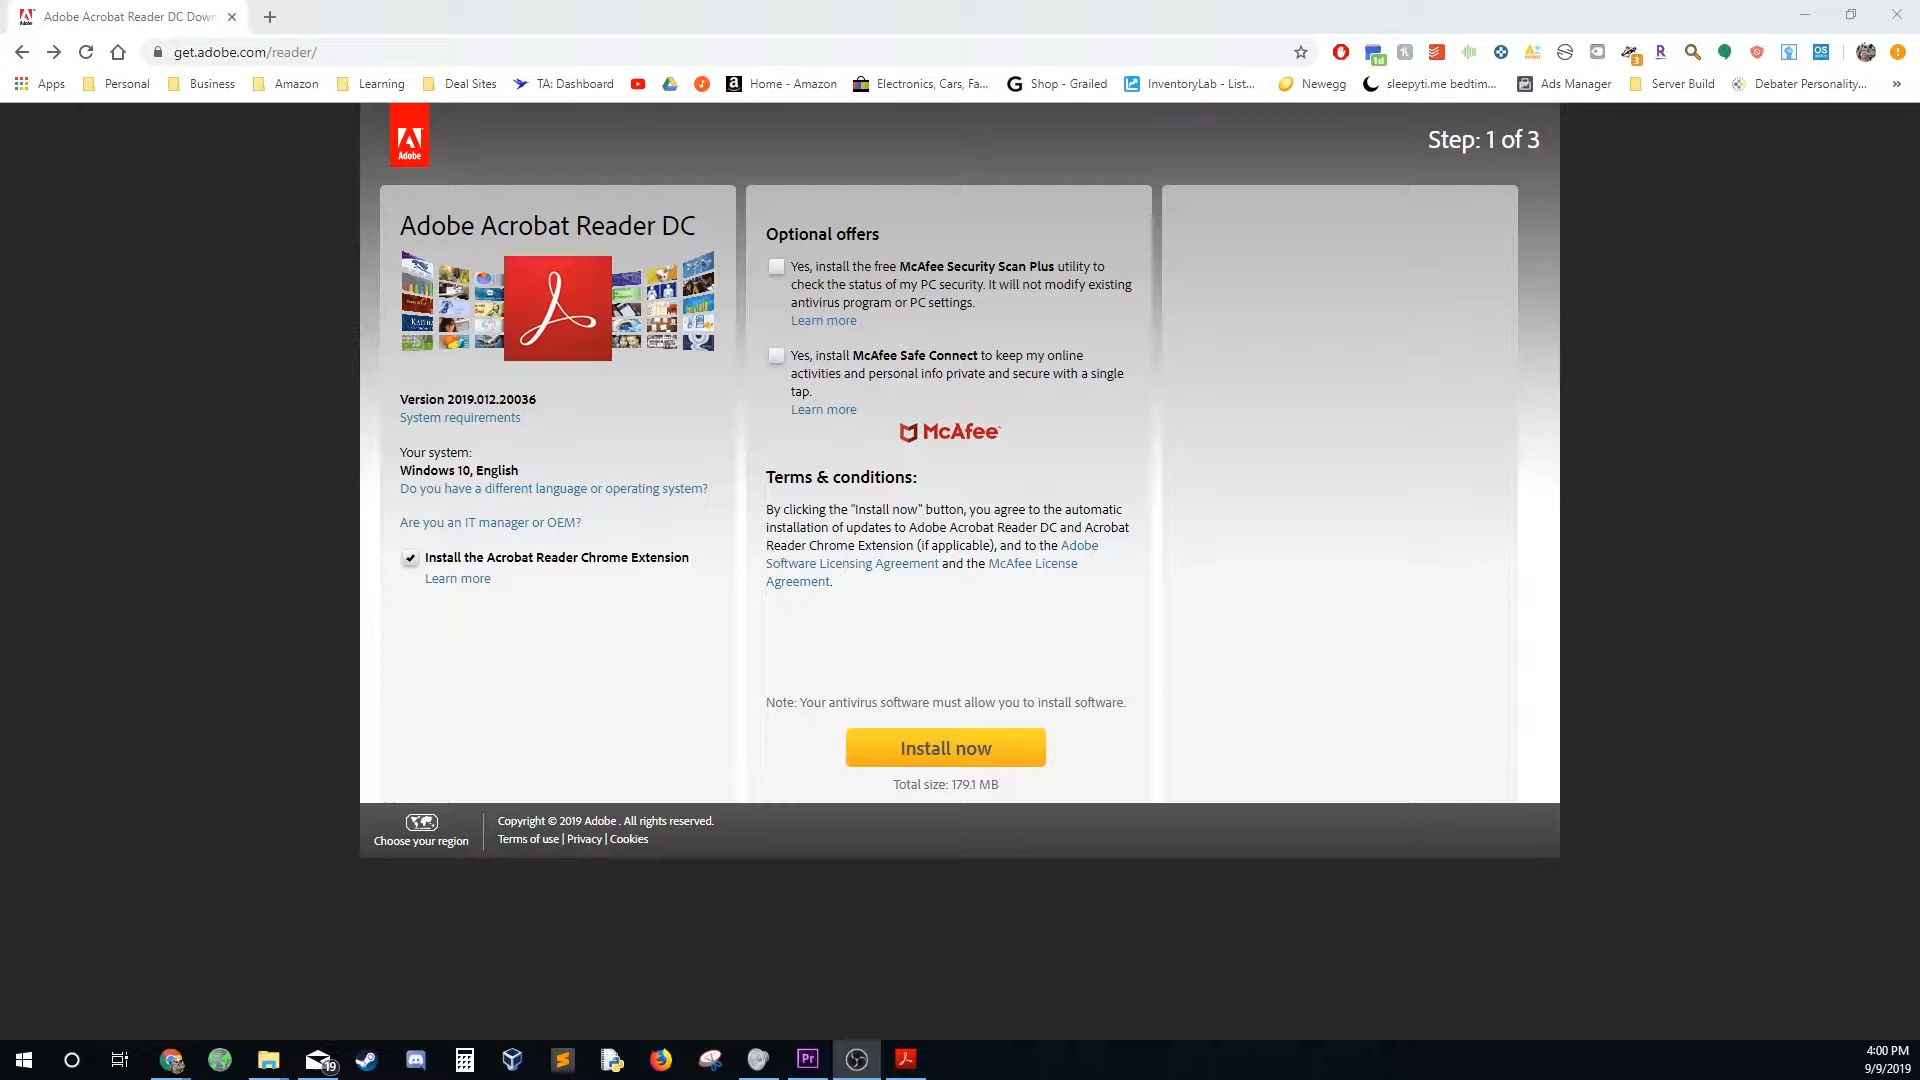 Adobe Acrobat Reader DC Down
get.adobe.com/reader/
1d
3
Apps
Personal
Business
Amazon
Learning
Deal Sites
TA: Dashboard
Home - Amazon
Electronics, Cars, Fa...
Shop - Grailed
InventoryLab - List...
Newegg
sleepyti.me bedtim...
Ads Manager
Server Build
Debater Personality...
»
Adobe
Step: 1 of 3
Adobe Acrobat Reader DC
Version 2019.012.20036
System requirements
Your system:
Windows 10, English
Do you have a different language or operating system?
Are you an IT manager or OEM?
Install the Acrobat Reader Chrome Extension
Learn more
Optional offers
Yes, install the free McAfee Security Scan Plus utility to
check the status of my PC security. It will not modify existing
antivirus program or PC settings.
Learn more
Yes, install McAfee Safe Connect to keep my online
activities and personal info private and secure with a single
tap.
Learn more
McAfee
Terms & conditions:
By clicking the "Install now" button, you agree to the automatic
installation of updates to Adobe Acrobat Reader DC and Acrobat
Reader Chrome Extension (if applicable), and to the Adobe
Software Licensing Agreement and the McAfee License
Agreement.
Note: Your antivirus software must allow you to install software.
Install now
Total size: 179.1 MB
Choose your region
Copyright © 2019 Adobe . All rights reserved.
Terms of use | Privacy | Cookies
19
Pr
4:00 PM
9/9/2019